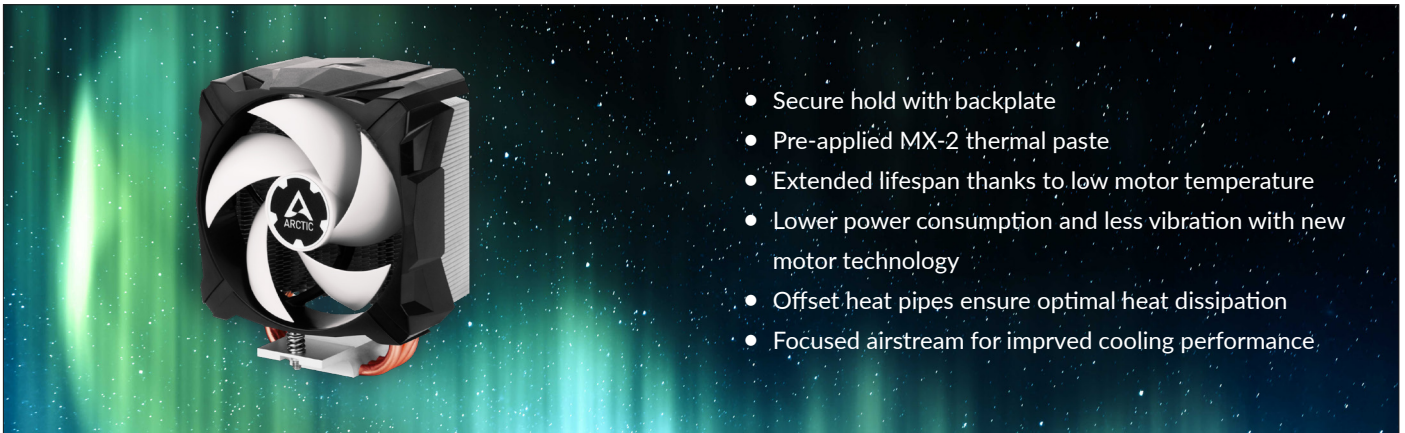 ARCTIC
• Secure hold with backplate
• Pre-applied MX-2 thermal paste
• Extended lifespan thanks to low motor temperature
• Lower power consumption and less vibration with new
motor technology
• Offset heat pipes ensure optimal heat dissipation
• Focused airstream for imprved cooling performance